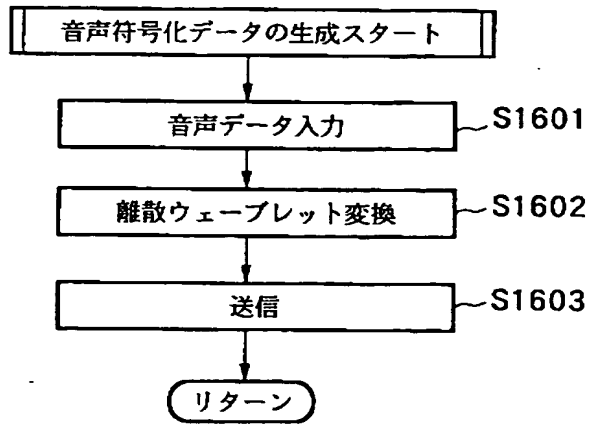 音声符号化データの生成スタート
音声データ入力
S1601
離散ウェーブレット変換
S1602
送信
S1603
リターン